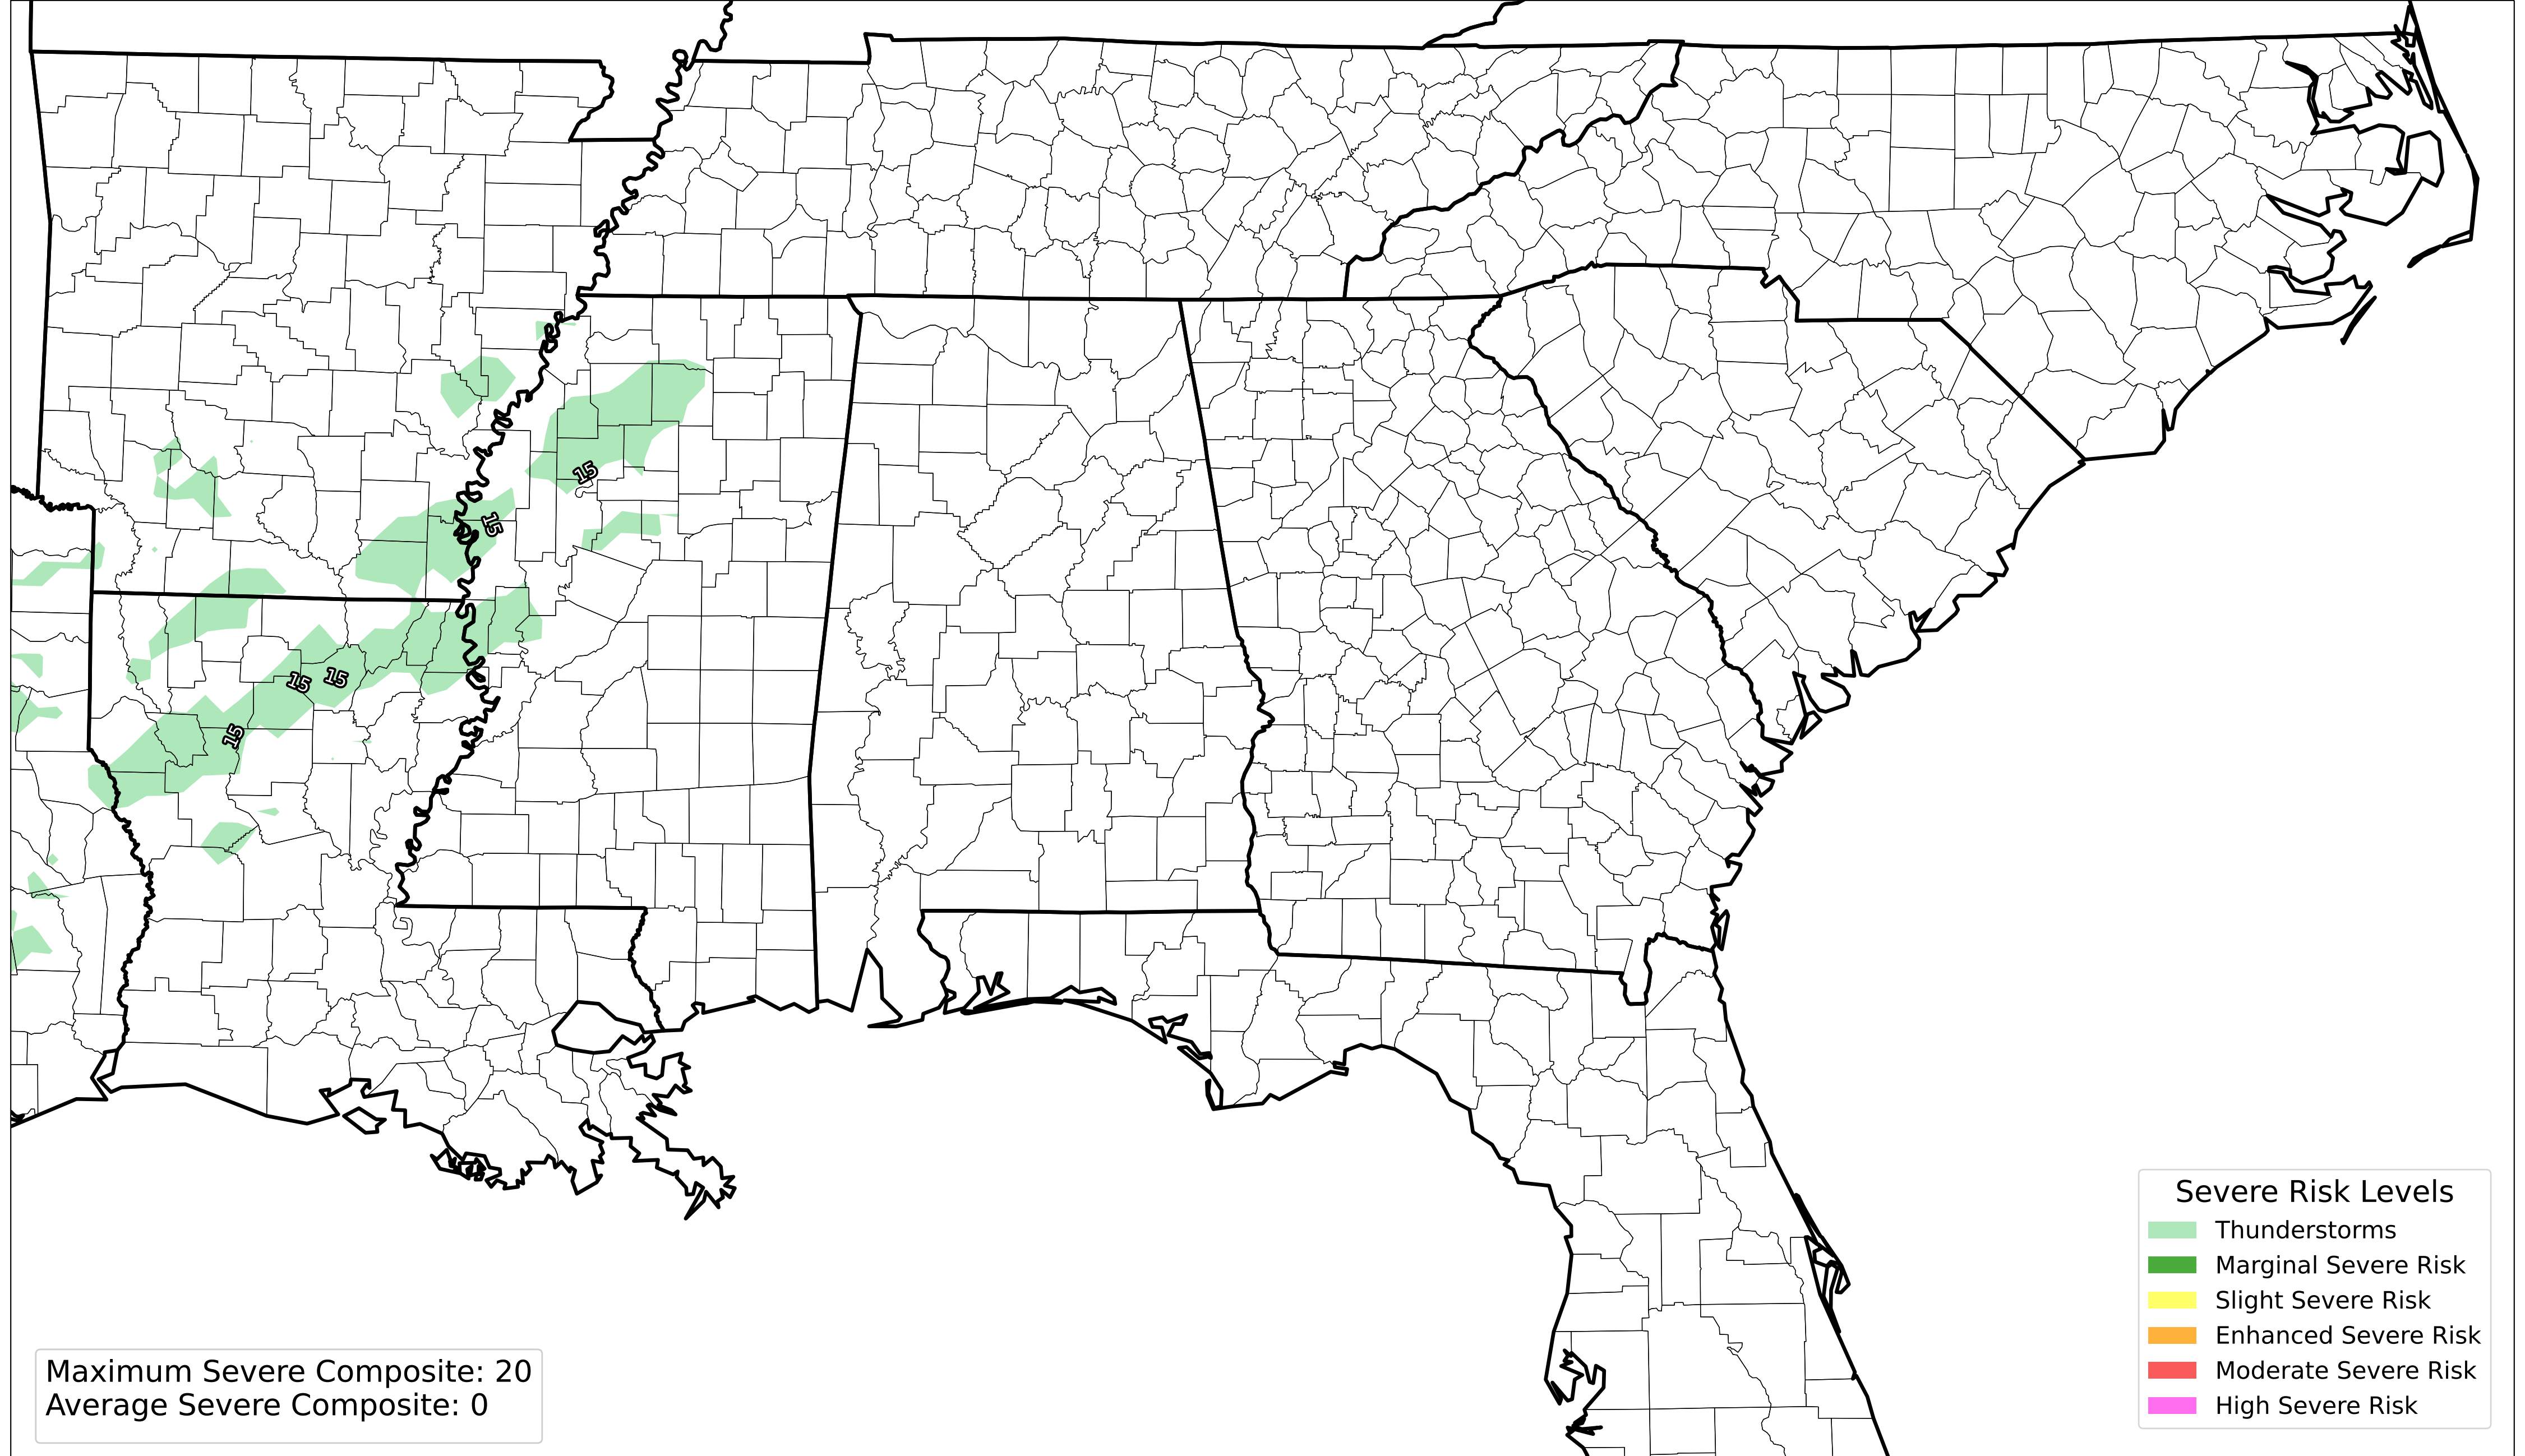 15
15
15
15
15
Severe Risk Levels
Thunderstorms
Marginal Severe Risk
Slight Severe Risk
Enhanced Severe Risk
Moderate Severe Risk
High Severe Risk
Maximum Severe Composite: 20
Average Severe Composite: 0